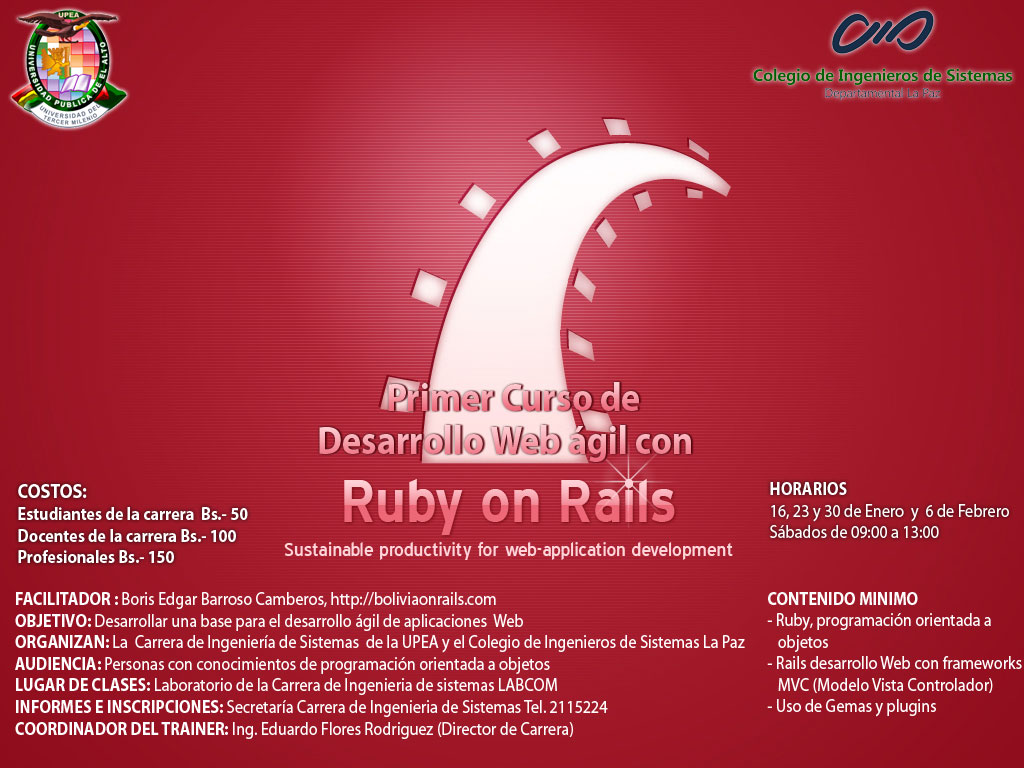 UPEA
UNIVERSIDAD PUBLICA DE EL ALTO
UNIVERSIDAD DEL
TERCER MILENIO
Colegio de Ingenieros de Sistemas
Departamental La Paz
Primer Curso de
Desarrollo Web ágil con
Ruby on Rails
Sustainable productivity for web-application development
COSTOS:
Estudiantes de la carrera Bs.- 50
Docentes de la carrera Bs.- 100
Profesionales Bs.- 150
HORARIOS
16, 23 y 30 de Enero y 6 de Febrero
Sábados de 09:00 a 13:00
FACILITADOR : Boris Edgar Barroso Camberos, http://boliviaonrails.com
OBJETIVO: Desarrollar una base para el desarrollo ágil de aplicaciones Web
ORGANIZAN: La Carrera de Ingeniería de Sistemas de la UPEA y el Colegio de Ingenieros de Sistemas La Paz
AUDIENCIA: Personas con conocimientos de programación orientada a objetos
LUGAR DE CLASES: Laboratorio de la Carrera de Ingenieria de sistemas LABCOM
INFORMES E INSCRIPCIONES: Secretaría Carrera de Ingenieria de Sistemas Tel. 2115224
COORDINADOR DEL TRAINER: Ing. Eduardo Flores Rodriguez (Director de Carrera)
CONTENIDO MINIMO
- Ruby, programación orientada a
objetos
- Rails desarrollo Web con frameworks
MVC (Modelo Vista Controlador)
- Uso de Gemas y plugins